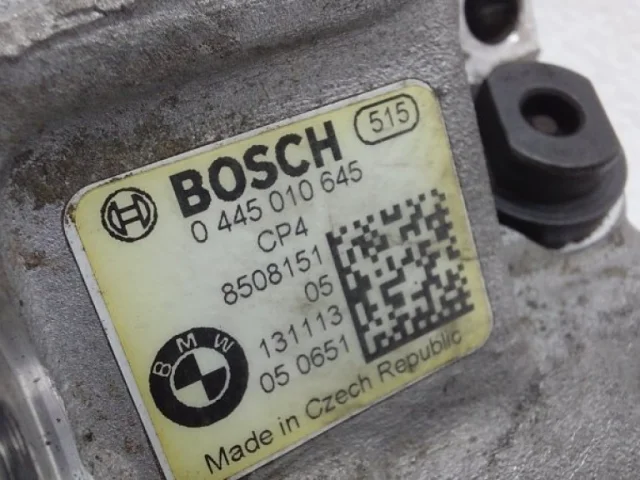 BOSCH 515
0 445 010 645
CP4
8508151
05
131113
05 0651
BMW
Made in Czech Republic